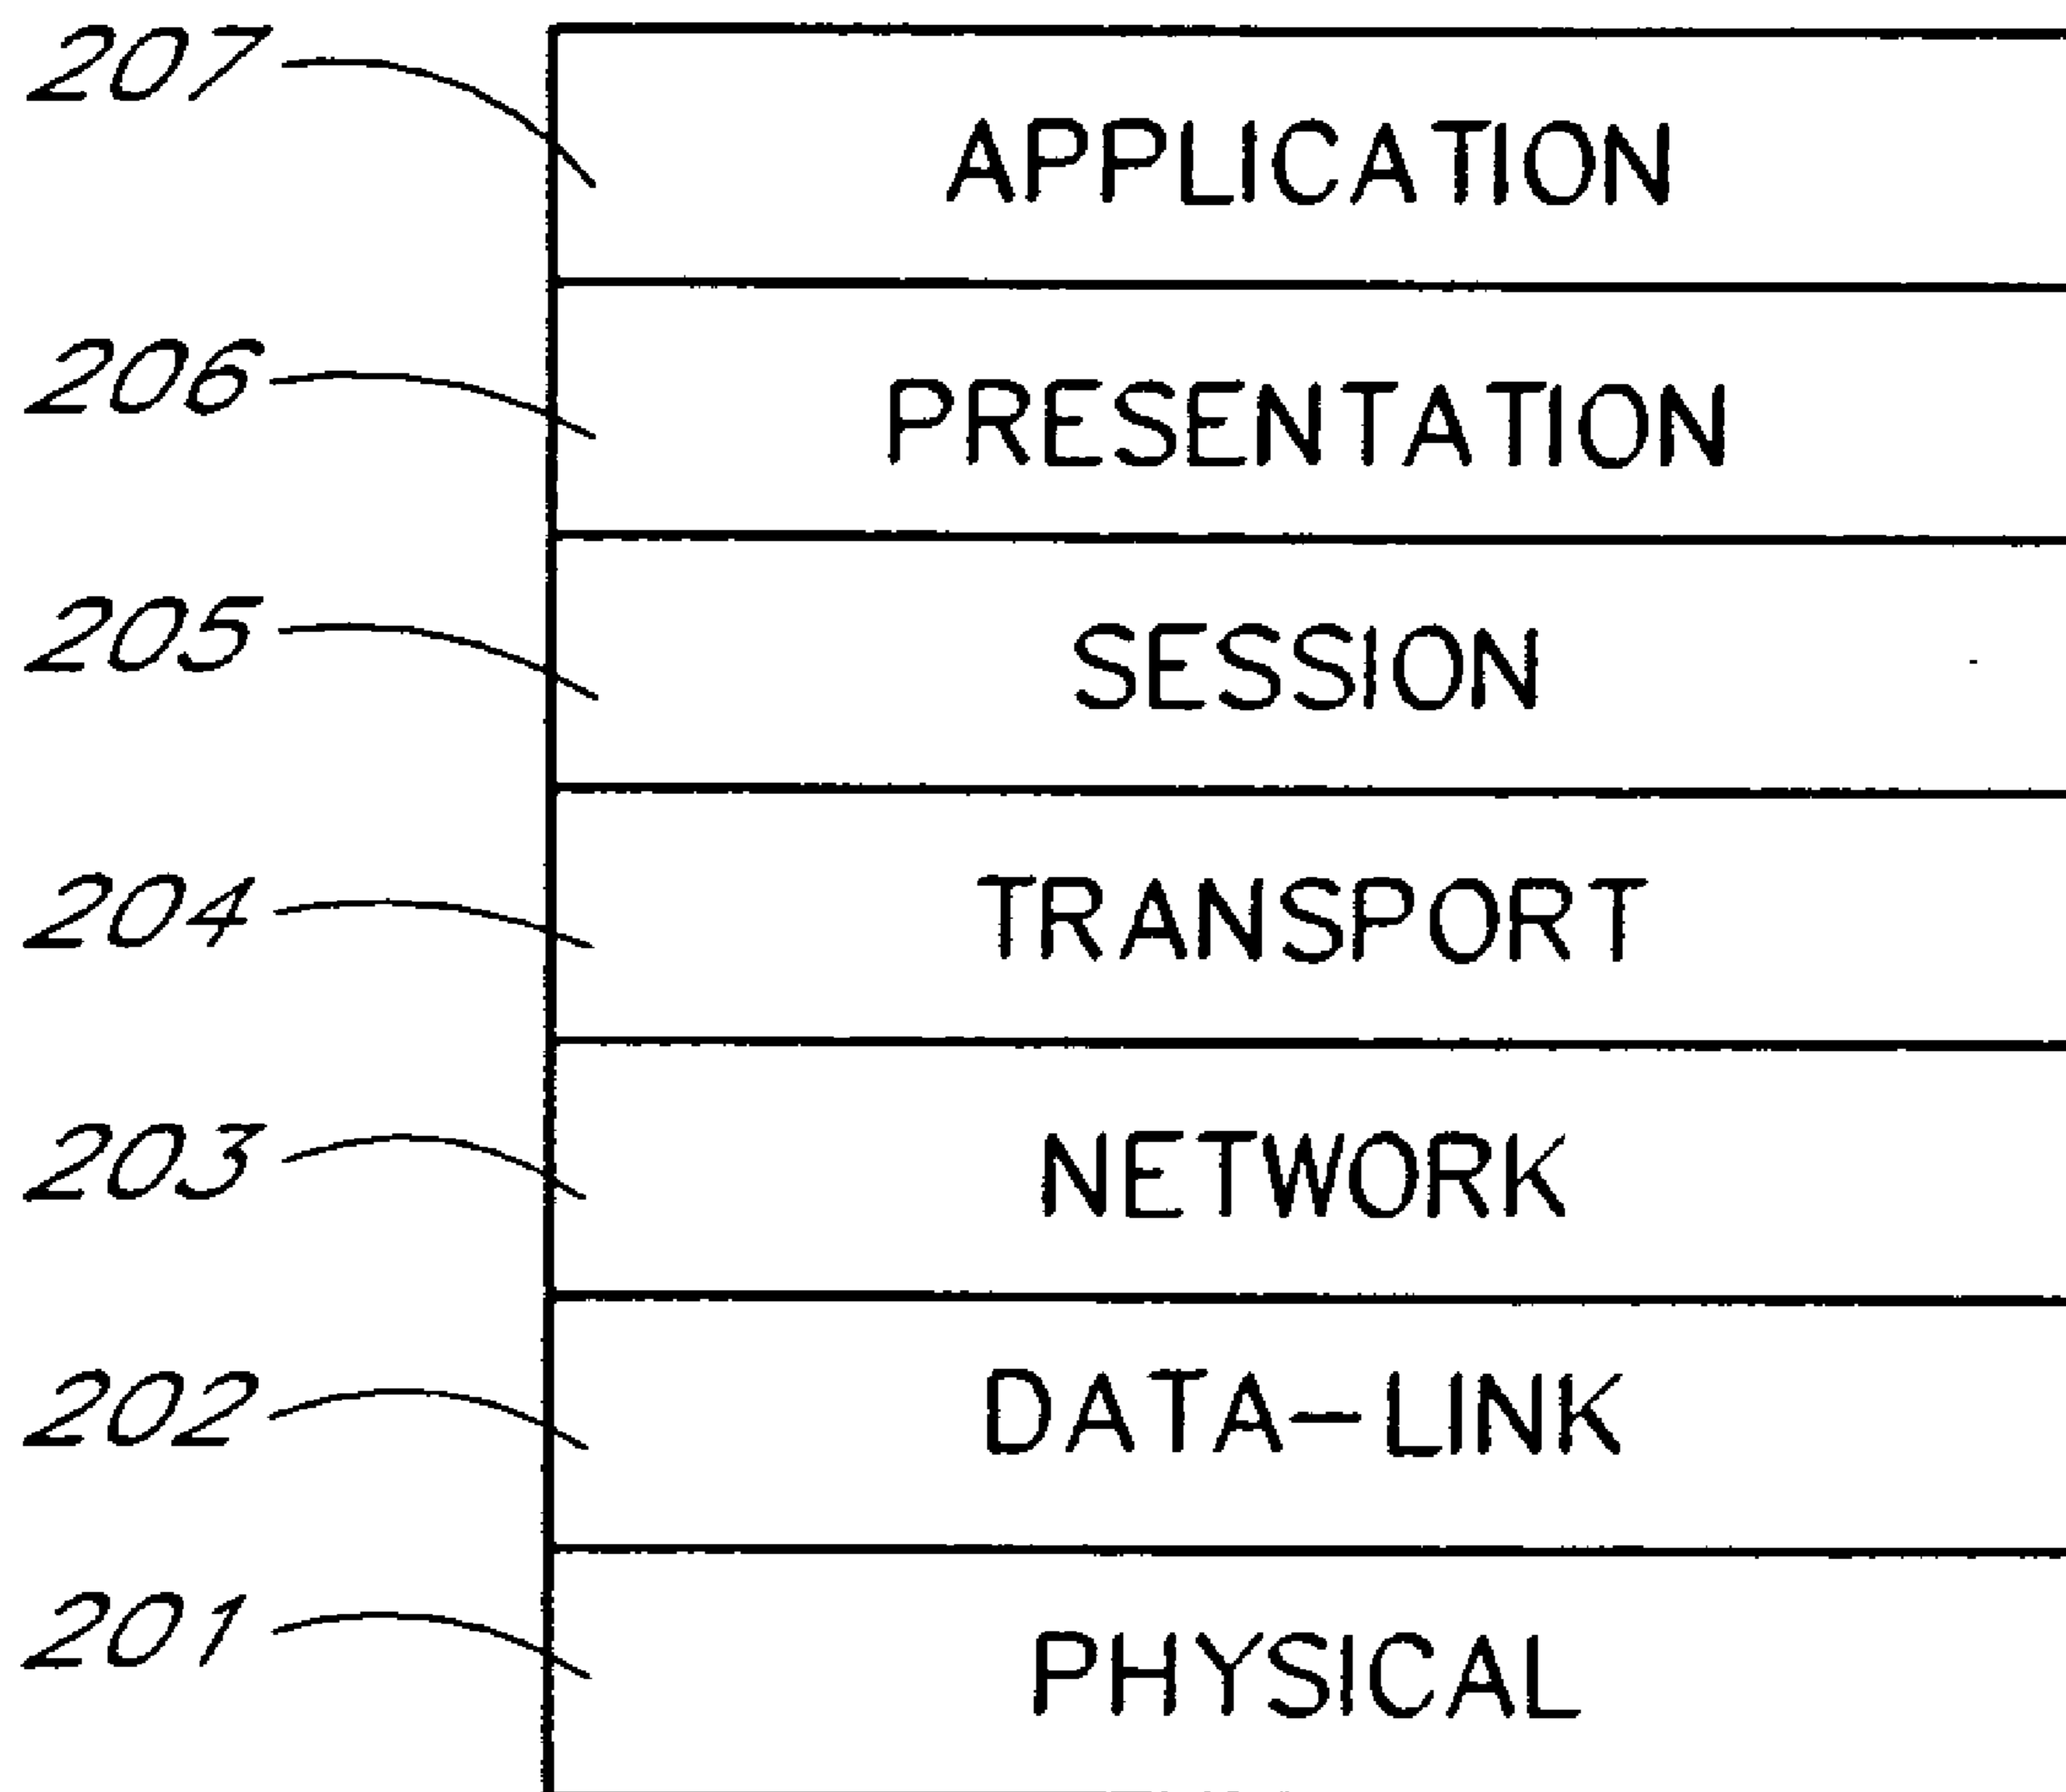 207 APPLICATION
206 PRESENTATION
205 SESSION
204 TRANSPORT
203 NETWORK
202 DATA-LINK
201 PHYSICAL